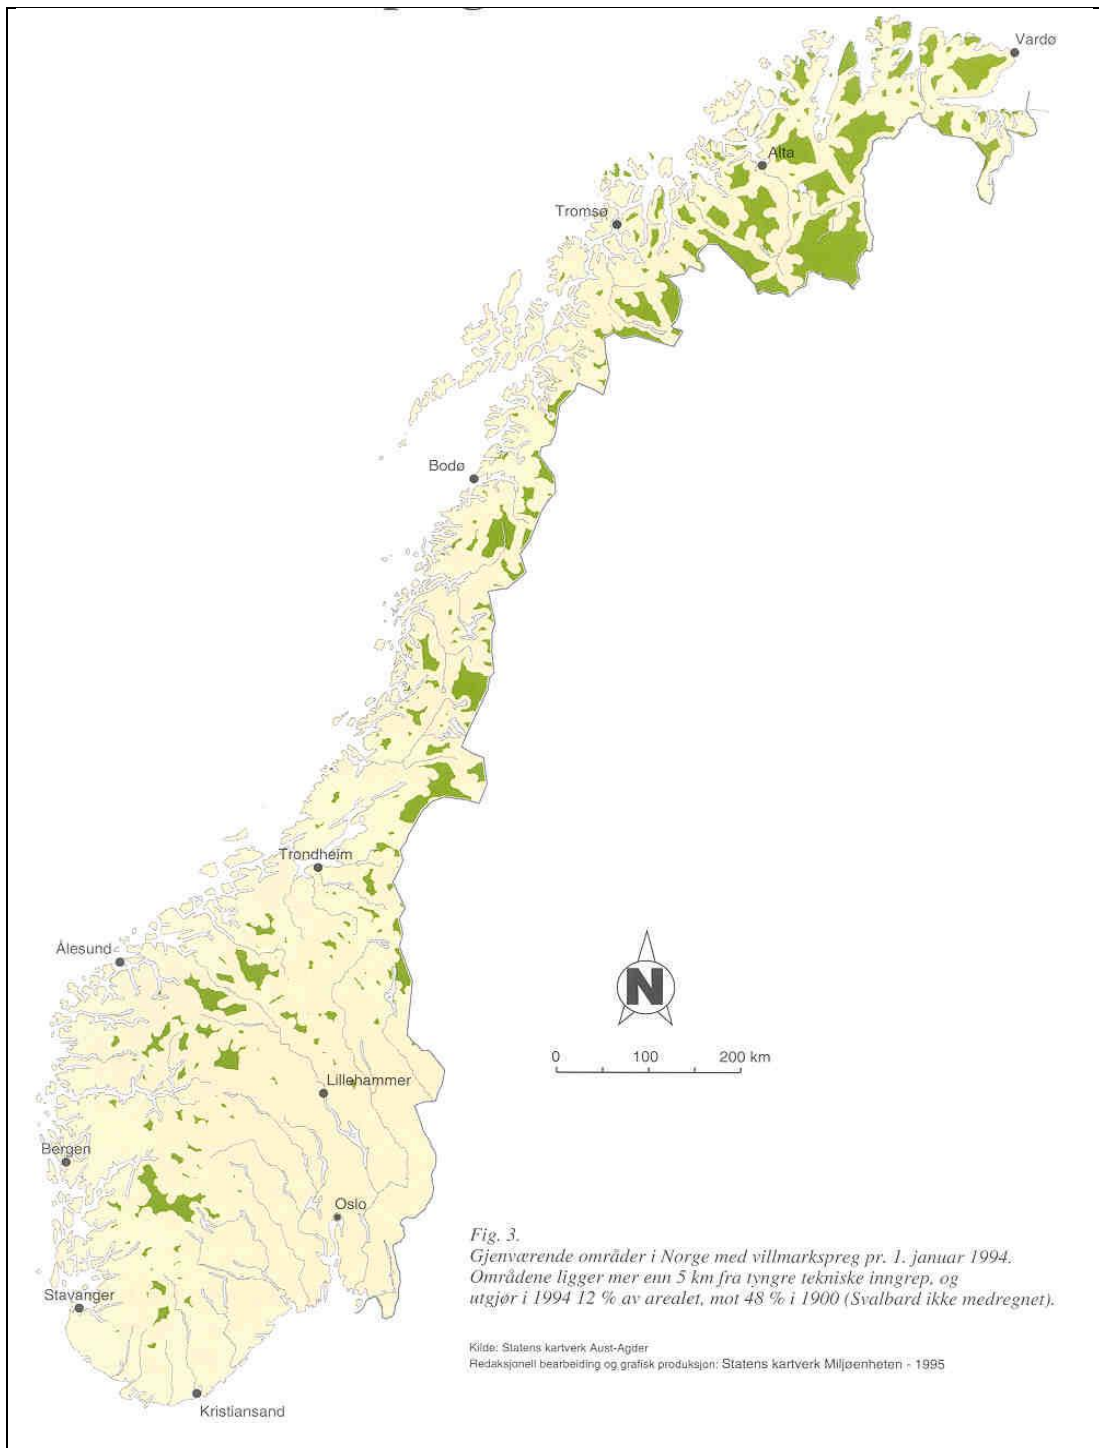 Vardø
Alta
Tromsø
Bodø
Trondheim
Ålesund
N
0 100 200 km
Lillehammer
Bergen
Oslo
Fig. 3.
Gjenværende områder i Norge med villmarkspreg pr. 1. januar 1994.
Områdene ligger mer enn 5 km fra tyngre tekniske inngrep, og
utgjør i 1994 12 % av arealet, mot 48 % i 1900 (Svalbard ikke medregnet).
Stavanger
Kilde: Statens kartverk Aust-Agder
Redaksjonell bearbeiding og grafisk produksjon: Statens kartverk Miljøenheten - 1995
Kristiansand